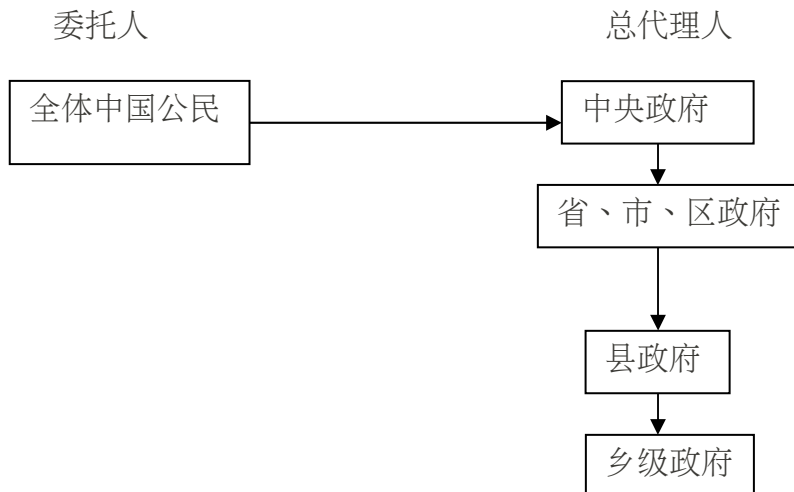 委托人
总代理人
全体中国公民
中央政府
省、市、区政府
县政府
乡级政府